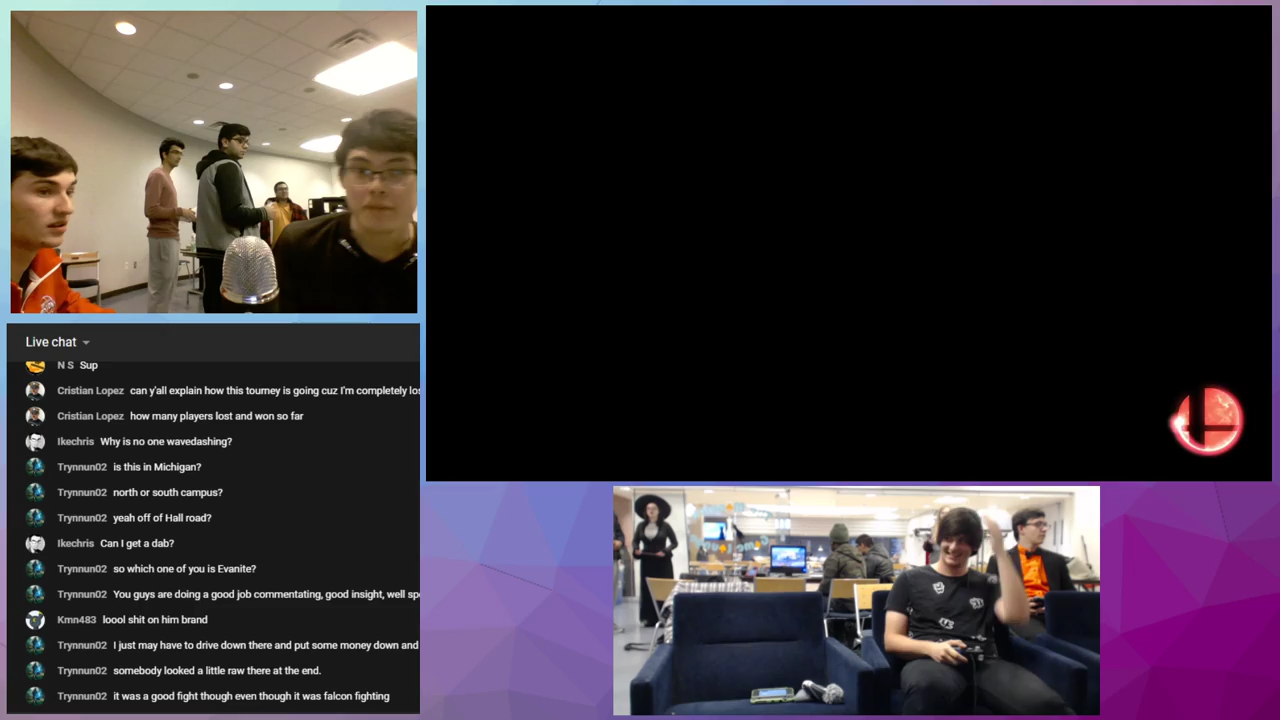 Live chat
N S Sup
Cristian Lopez can y'all explain how this tourney is going cuz I'm completely
Cristian Lopez how many players lost and won so far
Ikechris Why is no one wavedashing?
Trynnun02 is this in Michigan?
Trynnun02 north or south campus?
Trynnun02 yeah off of Hall road?
Ikechris Can I get a dab?
Trynnun02 so which one of you is Evanite?
Trynnun02 You guys are doing a good job commentating, good insight, well
Kmn483 loool shit on him brand
Trynnun02 I just may have to drive down there and put some money down and
Trynnun02 somebody looked a little raw there at the end.
Trynnun02 it was a good fight though even though it was falcon fighting